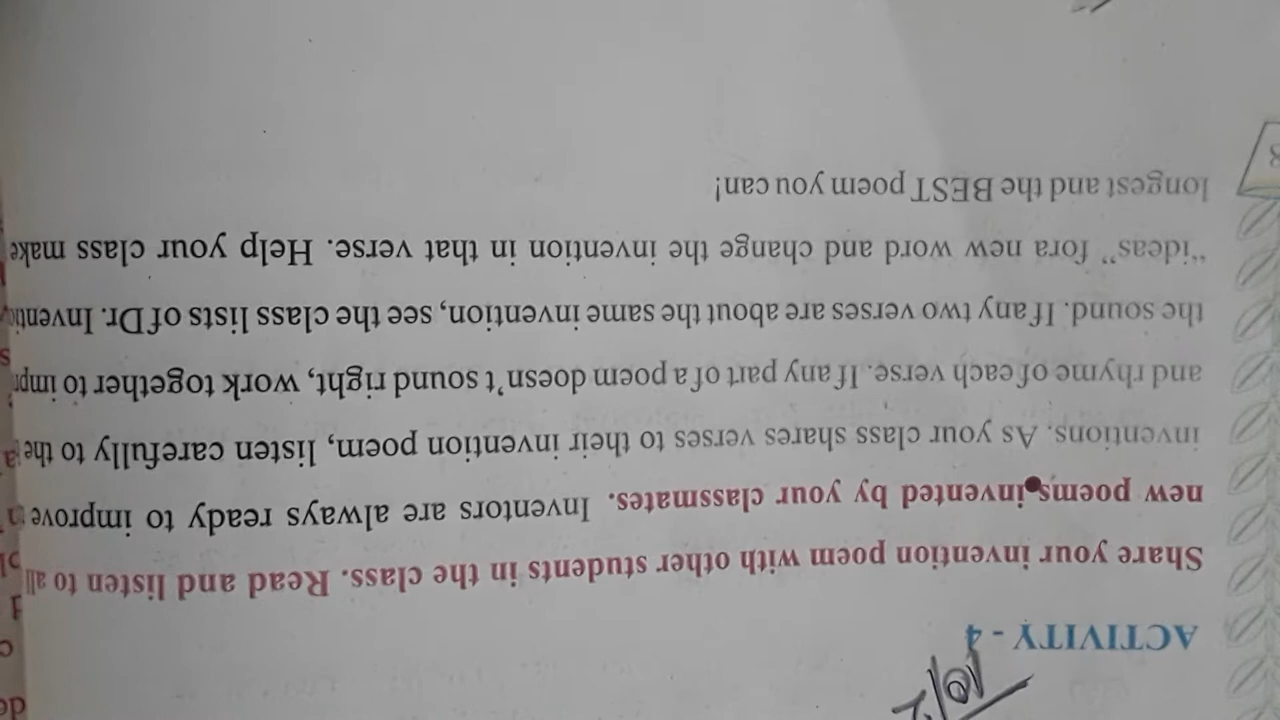 ACTIVITY - 4
Share your invention poem with other students in the class. Read and listen to all
new poems invented by your classmates. Inventors are always ready to improve
inventions. As your class shares verses to their invention poem, listen carefully to the
and rhyme of each verse. If any part of a poem doesn't sound right, work together to
the sound. If any two verses are about the same invention, see the class lists of Dr.
"ideas" fora new word and change the invention in that verse. Help your class make
longest and the BEST poem you can!